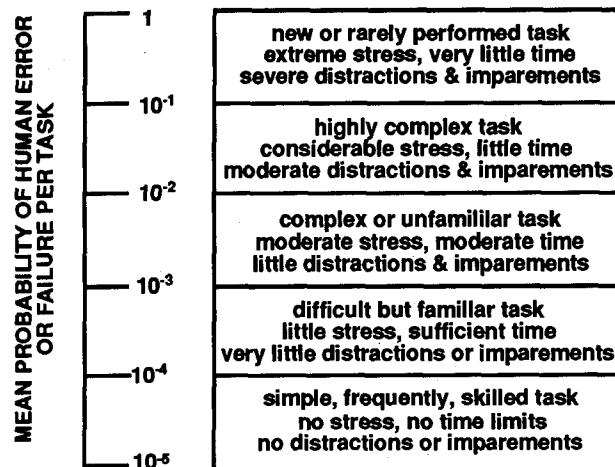 MEAN PROBABILITY OF HUMAN ERROR
OR FAILURE PER TASK
1
new or rarely performed task
extreme stress, very little time
severe distractions & imparements
10⁻¹
highly complex task
considerable stress, little time
moderate distractions & imparements
10⁻²
complex or unfamililar task
moderate stress, moderate time
little distractions & imparements
10⁻³
difficult but familar task
little stress, sufficient time
very little distractions or imparements
10⁻⁴
simple, frequently, skilled task
no stress, no time limits
no distractions or imparements
10⁻⁵